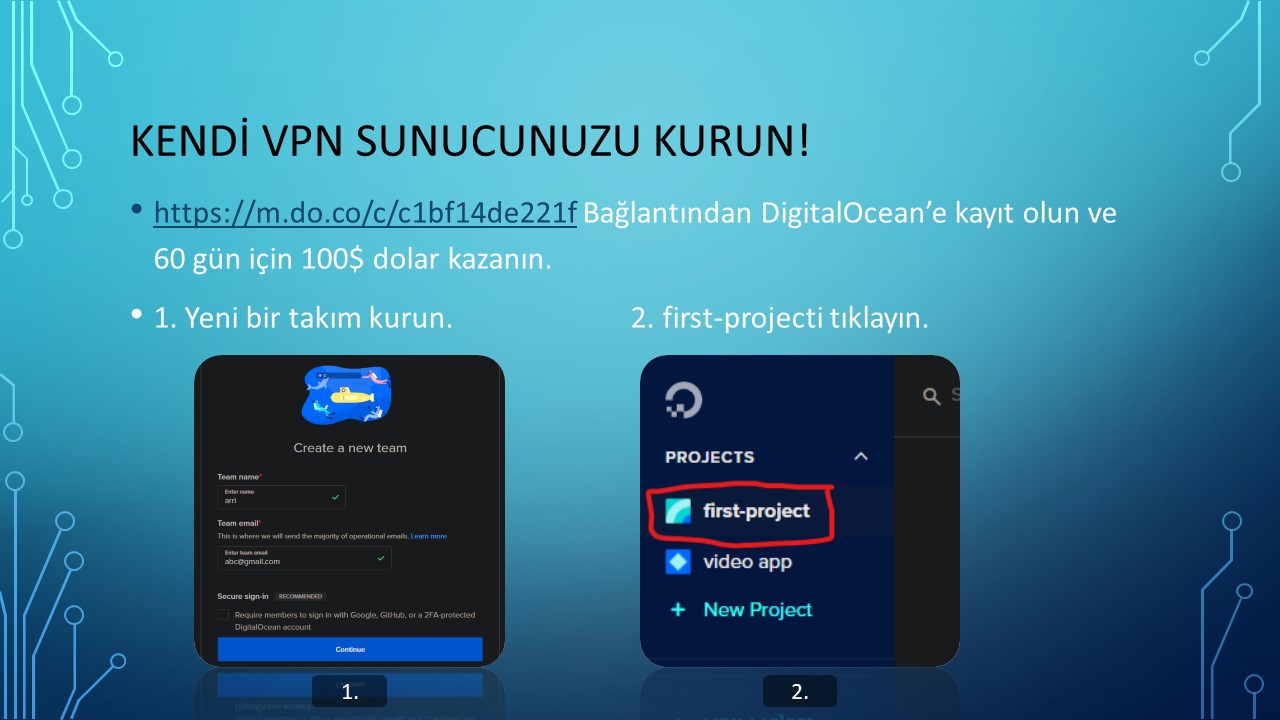 KENDİ VPN SUNUCUNUZU KURUN!
• https://m.do.co/c/c1bf14de221f Bağlantından DigitalOcean’e kayıt olun ve
60 gün için 100$ dolar kazanın.
• 1. Yeni bir takım kurun. 2. first-projecti tıklayın.
Create a new team
Team name*
Enter name
arri
Team email*
This is where we will send the majority of operational emails. Learn more
Enter team email
abc@gmail.com
Secure sign-in RECOMMENDED
Require members to sign in with Google, GitHub, or a 2FA-protected
DigitalOcean account
Continue
1.
S
PROJECTS
first-project
video app
+ New Project
2.